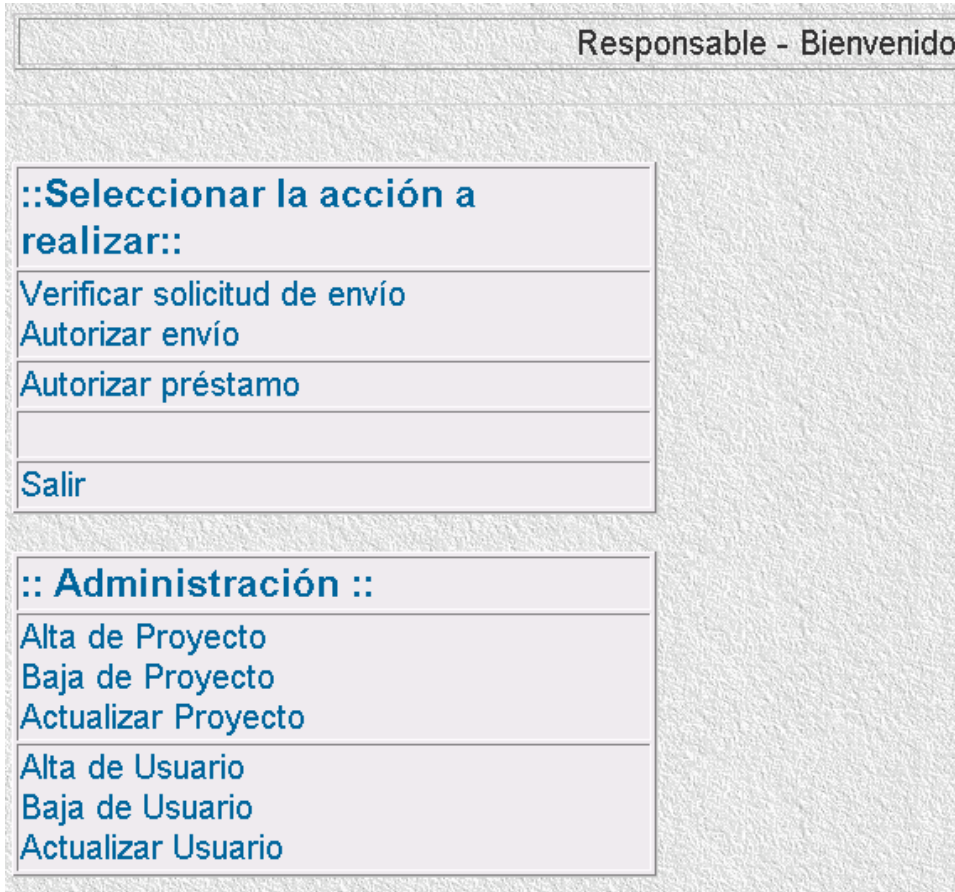 Responsable - Bienvenido
::Seleccionar la acción a
realizar::
Verificar solicitud de envío
Autorizar envío
Autorizar préstamo
Salir
:: Administración ::
Alta de Proyecto
Baja de Proyecto
Actualizar Proyecto
Alta de Usuario
Baja de Usuario
Actualizar Usuario